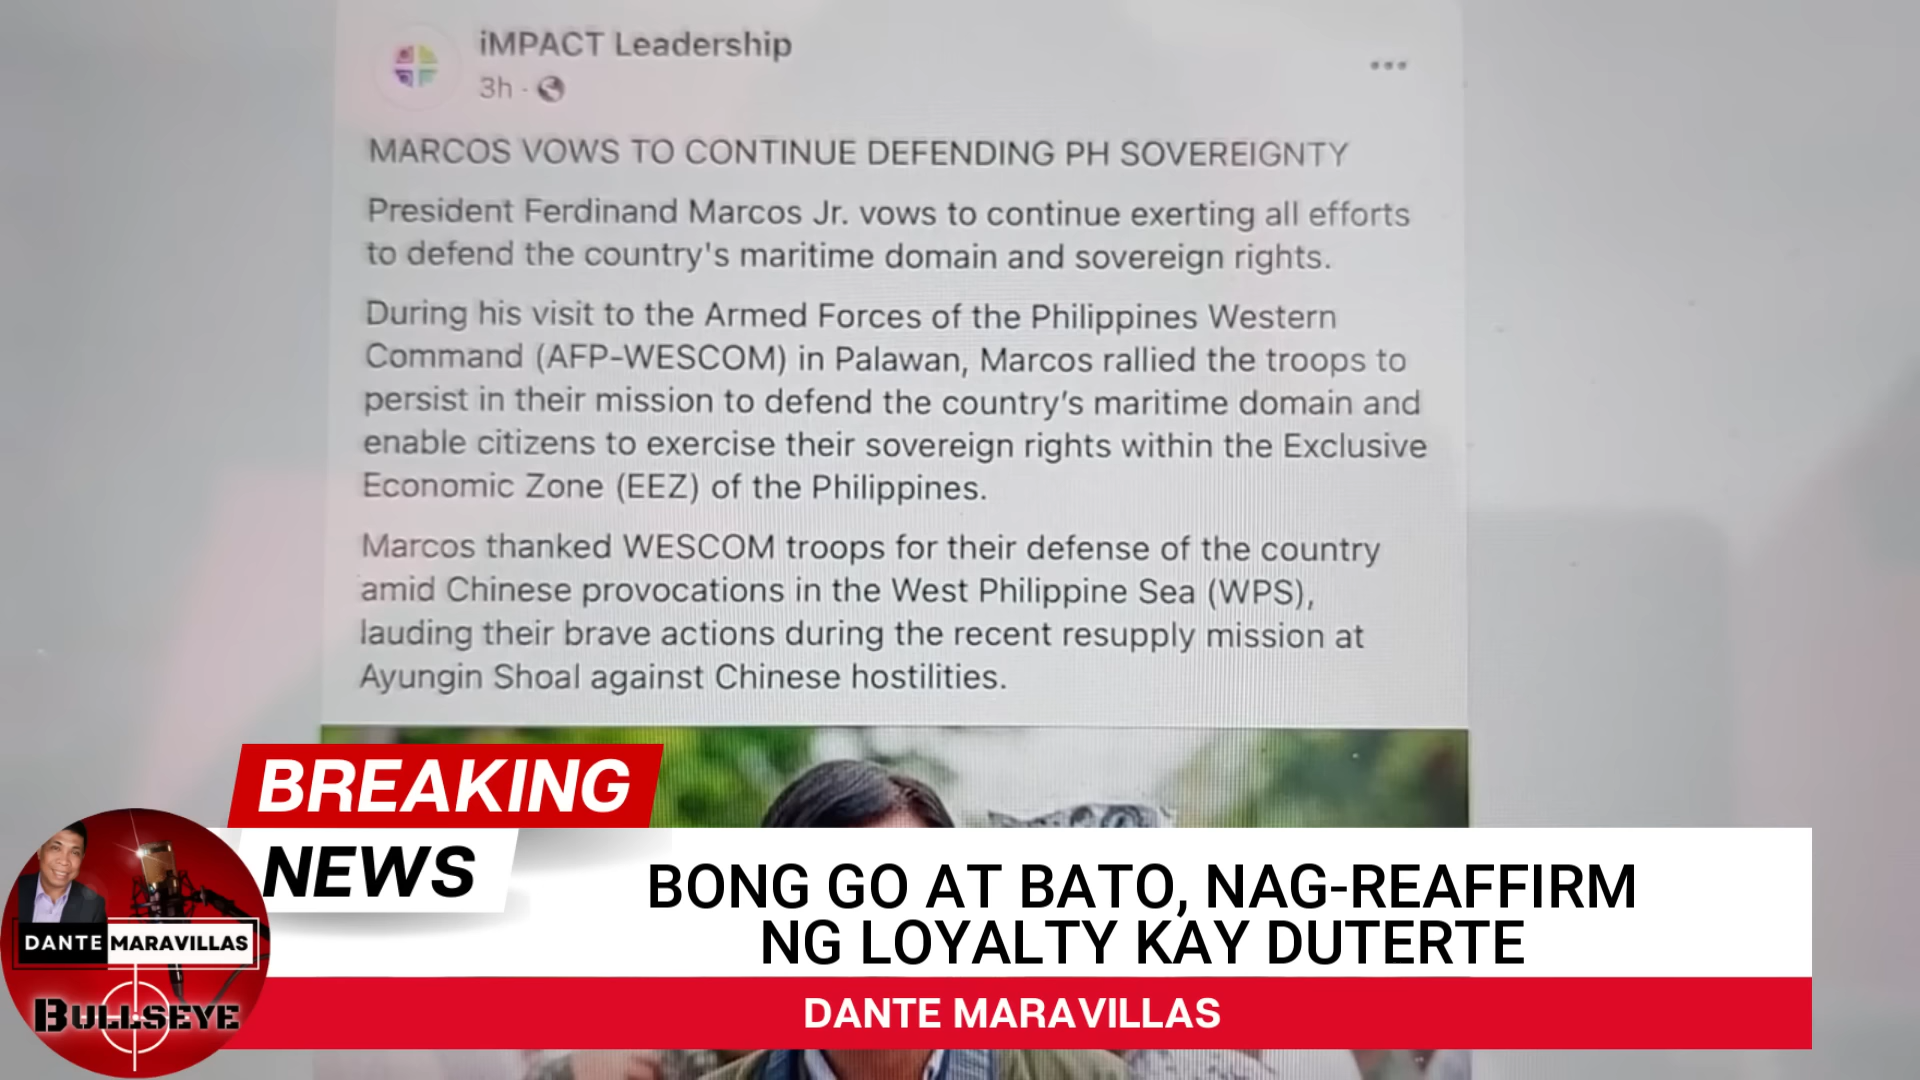 iMPACT Leadership
3h ·
MARCOS VOWS TO CONTINUE DEFENDING PH SOVEREIGNTY
President Ferdinand Marcos Jr. vows to continue exerting all efforts
to defend the country's maritime domain and sovereign rights.
During his visit to the Armed Forces of the Philippines Western
Command (AFP-WESCOM) in Palawan, Marcos rallied the troops to
persist in their mission to defend the country's maritime domain and
enable citizens to exercise their sovereign rights within the Exclusive
Economic Zone (EEZ) of the Philippines.
Marcos thanked WESCOM troops for their defense of the country
amid Chinese provocations in the West Philippine Sea (WPS),
lauding their brave actions during the recent resupply mission at
Ayungin Shoal against Chinese hostilities.
BREAKING
NEWS
BONG GO AT BATO, NAG-REAFFIRM
NG LOYALTY KAY DUTERTE
DANTE MARAVILLAS
DANTE MARAVILLAS
BULLSEYE